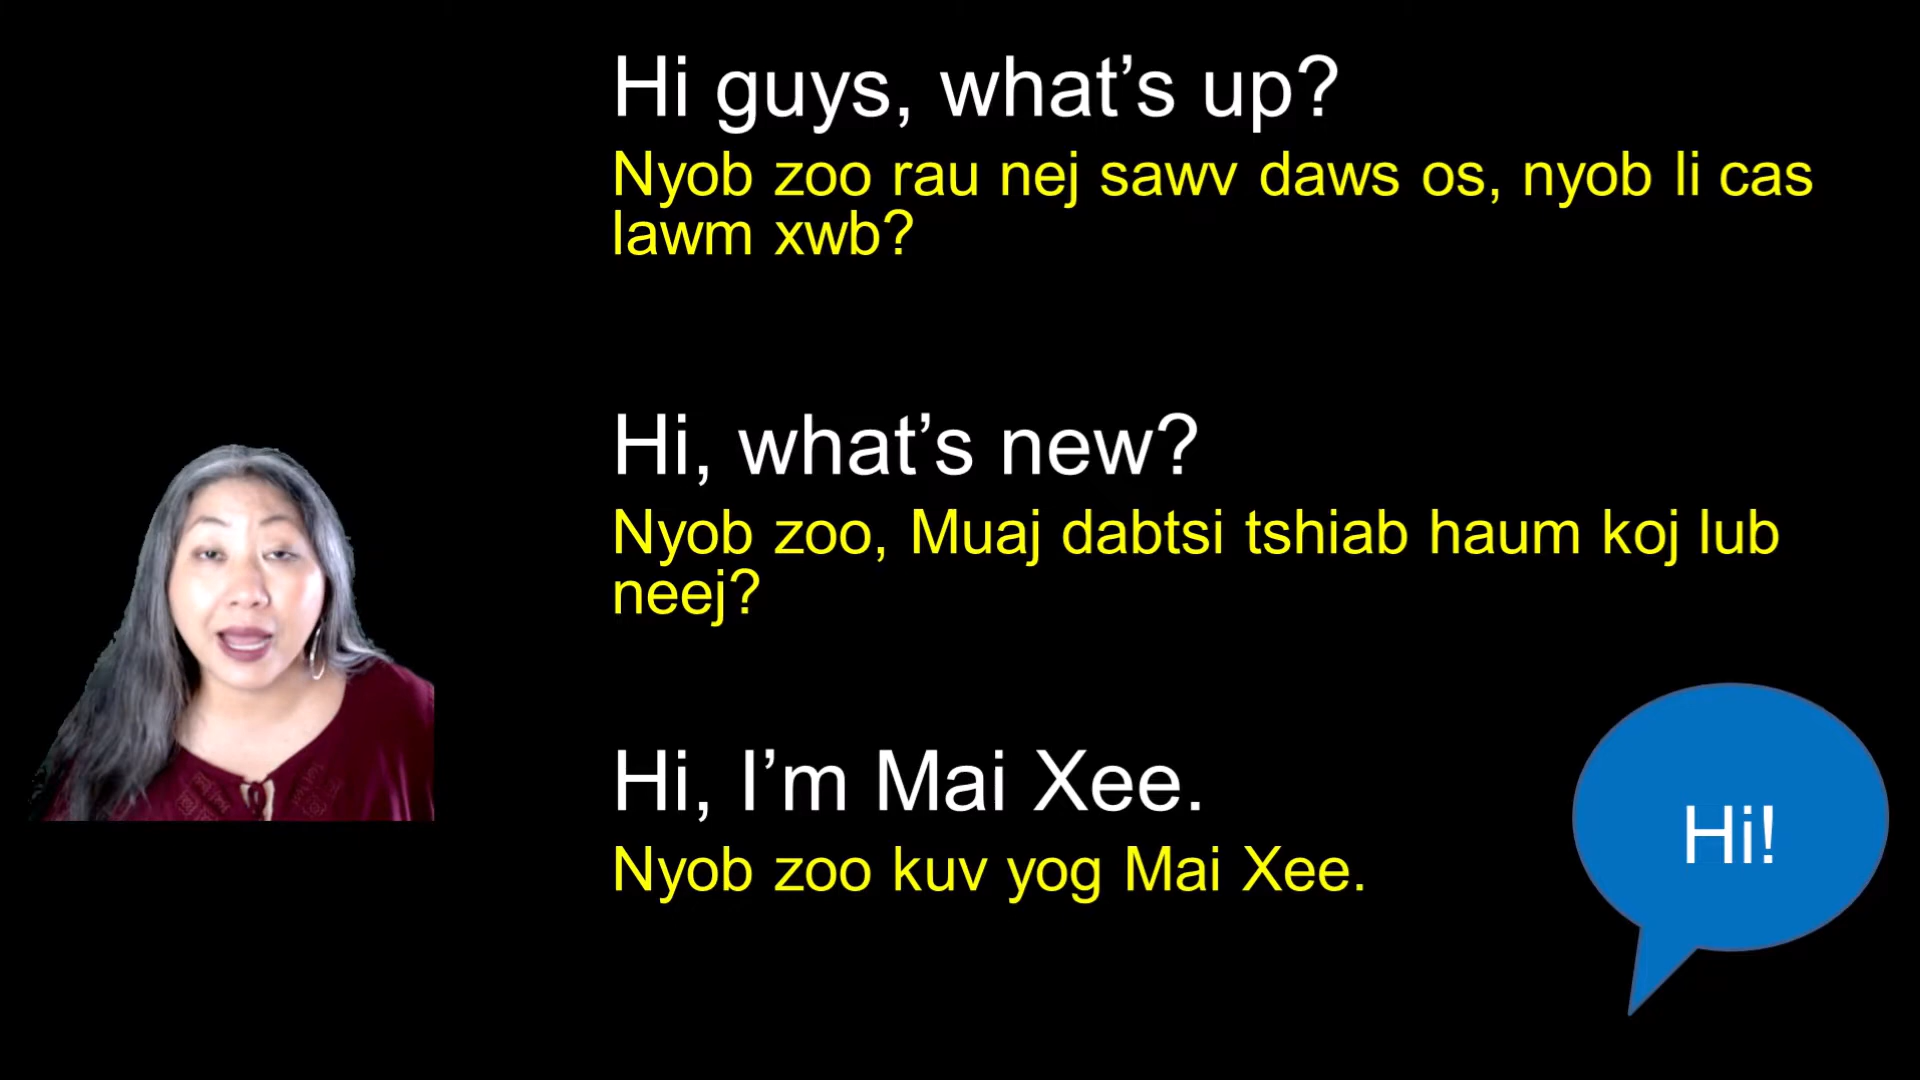 Hi guys, what’s up?
Nyob zoo rau nej sawv daws os, nyob li cas
lawm xwb?
Hi, what’s new?
Nyob zoo, Muaj dabtsi tshiab haum koj lub
neej?
Hi, I’m Mai Xee.
Nyob zoo kuv yog Mai Xee.
Hi!